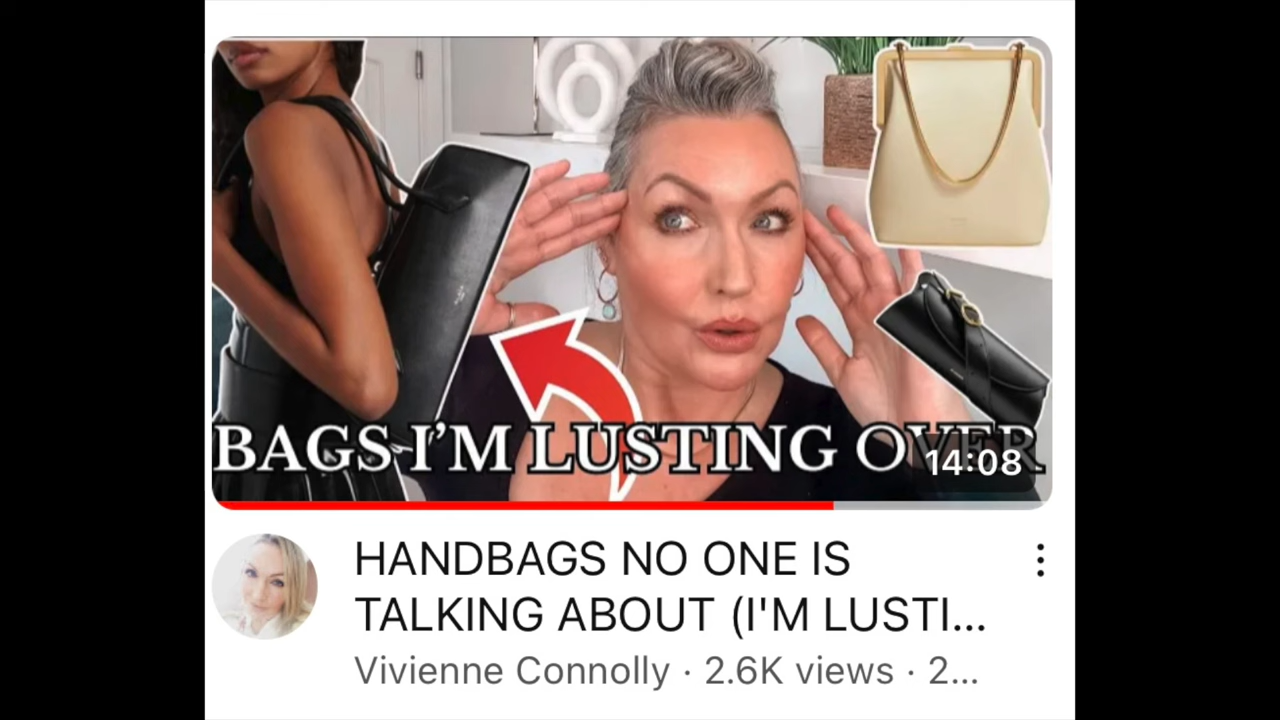 BAGS I'M LUSTING OVER
14:08
HANDBAGS NO ONE IS
TALKING ABOUT (I'M LUSTI...
Vivienne Connolly · 2.6K views · 2...